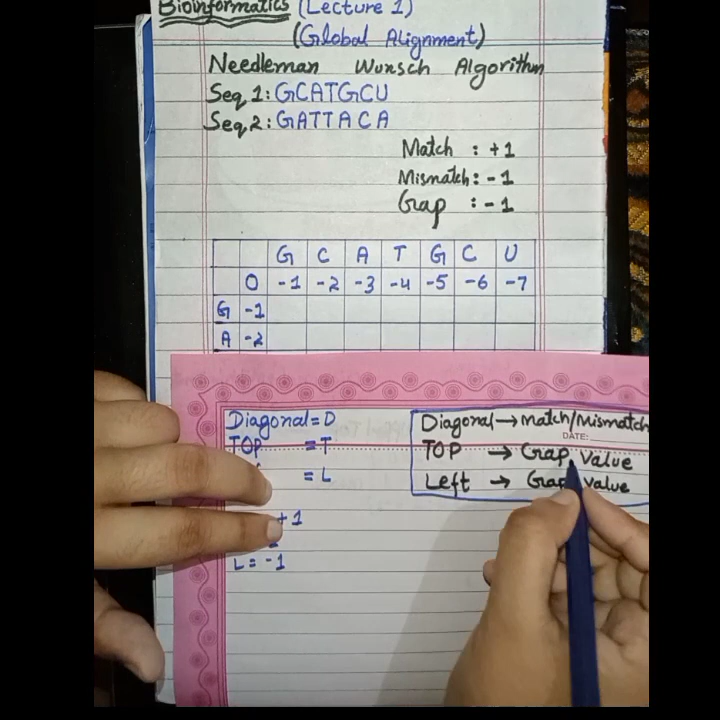 Bioinformatics (Lecture 1)
(Global Alignment)
Needleman Wunsch Algorithm
Seq 1: GCATGCU
Seq 2: GATTACA
Match : +1
Mismatch: -1
Gap : -1
G C A T G C U
0 -1 -2 -3 -4 -5 -6 -7
G -1
A -2
Diagonal = D
TOP = T
= L
Diagonal → Match/Mismatch
DATE:
TOP → Gap Value
Left → Gap Value
+1
L = -1